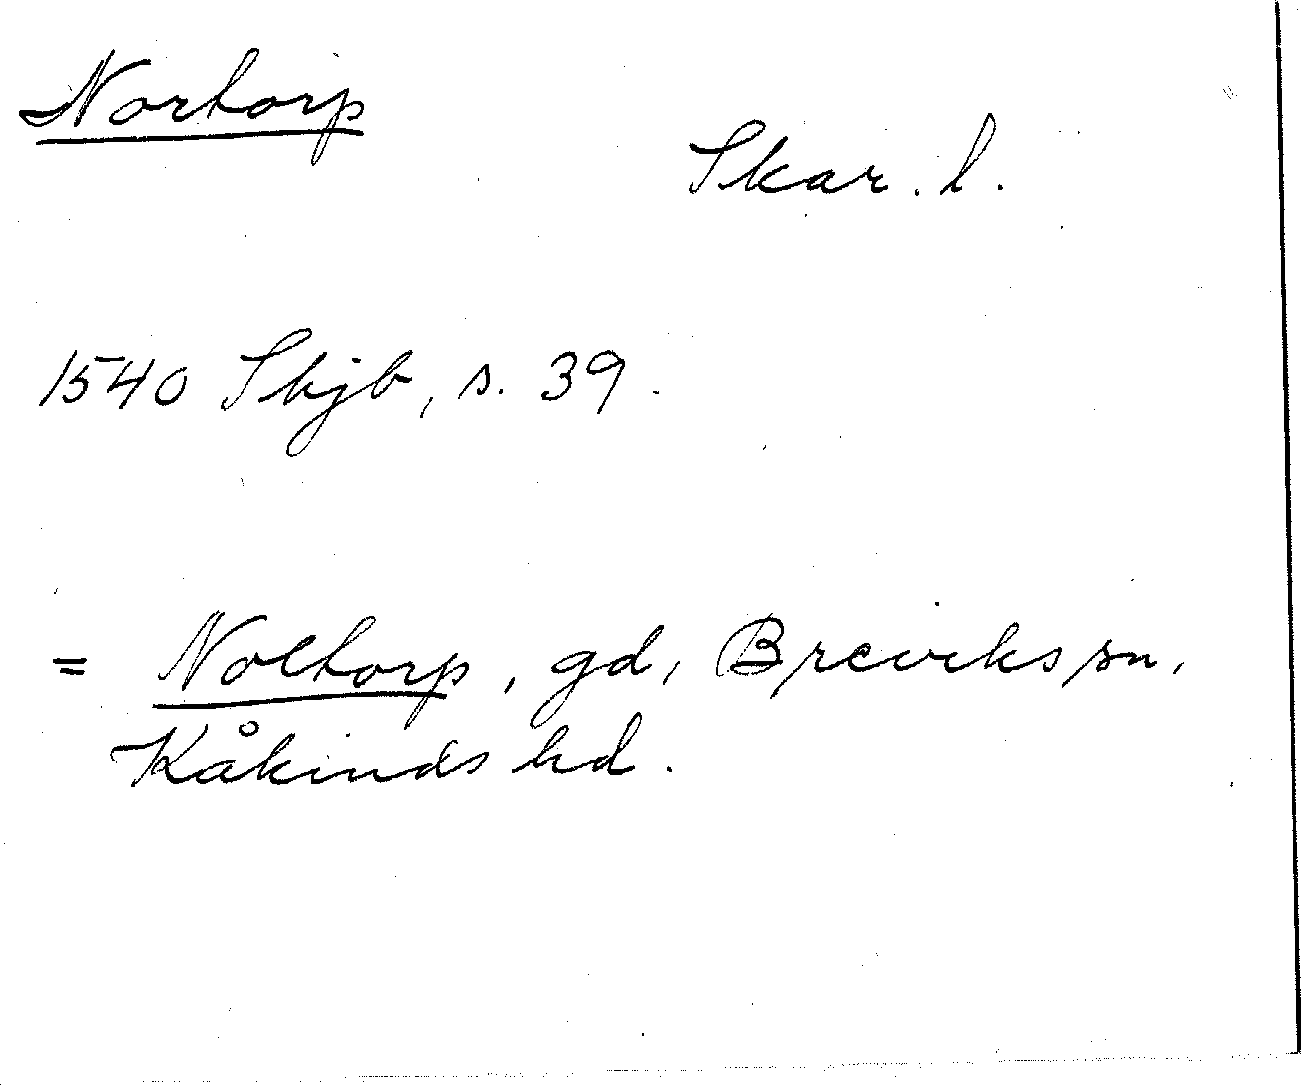 Nortorp
Skar. l.
1540 Skjb, s. 39.
= Noltorp, gd, Breviks sn,
Kåkinds hd.